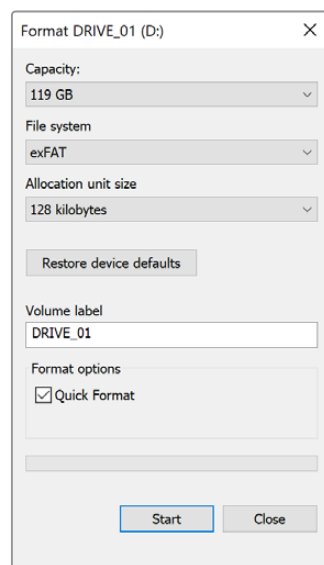 Format DRIVE_01 (D:)
Capacity:
119 GB
File system
exFAT
Allocation unit size
128 kilobytes
Restore device defaults
Volume label
DRIVE_01
Format options
Quick Format
Start Close